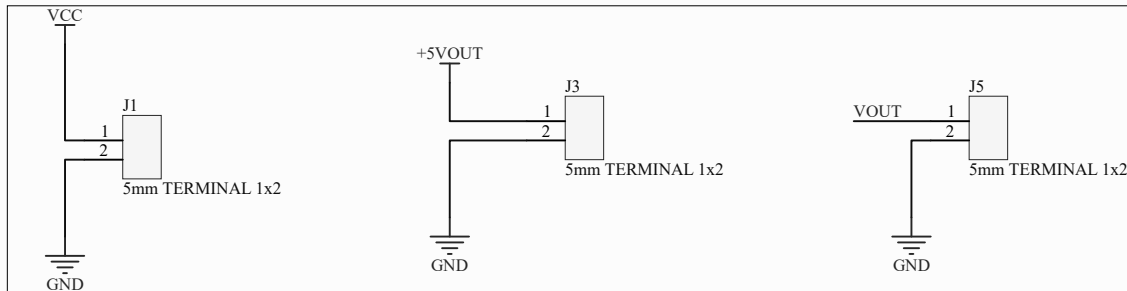 VCC
J1
1
2
5mm TERMINAL 1x2
GND
+5VOUT
J3
1
2
5mm TERMINAL 1x2
GND
VOUT
J5
1
2
5mm TERMINAL 1x2
GND